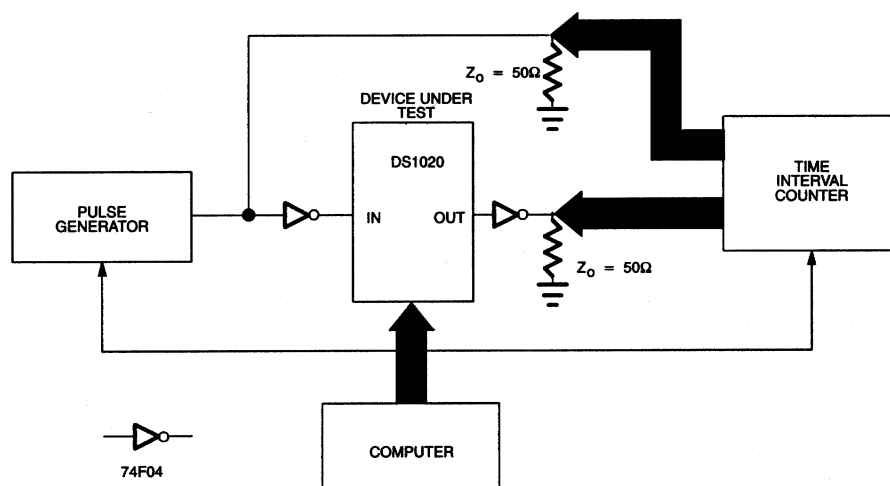 Z₀ = 50Ω
DEVICE UNDER
TEST
DS1020
TIME
INTERVAL
COUNTER
PULSE
GENERATOR
IN
OUT
Z₀ = 50Ω
COMPUTER
74F04